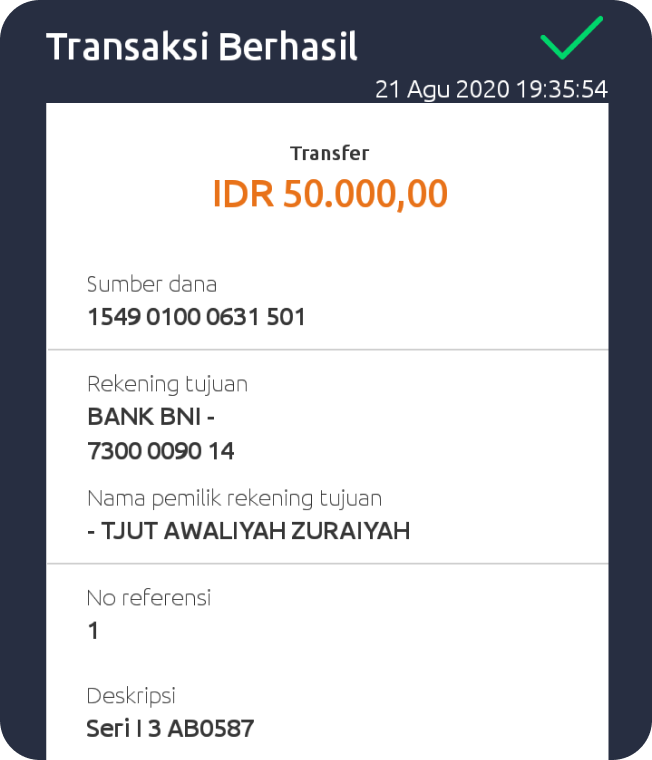 Transaksi Berhasil
21 Agu 2020 19:35:54
Transfer
IDR 50.000,00
Sumber dana
1549 0100 0631 501
Rekening tujuan
BANK BNI -
7300 0090 14
Nama pemilik rekening tujuan
- TJUT AWALIYAH ZURAIYAH
No referensi
1
Deskripsi
Seri I 3 AB0587